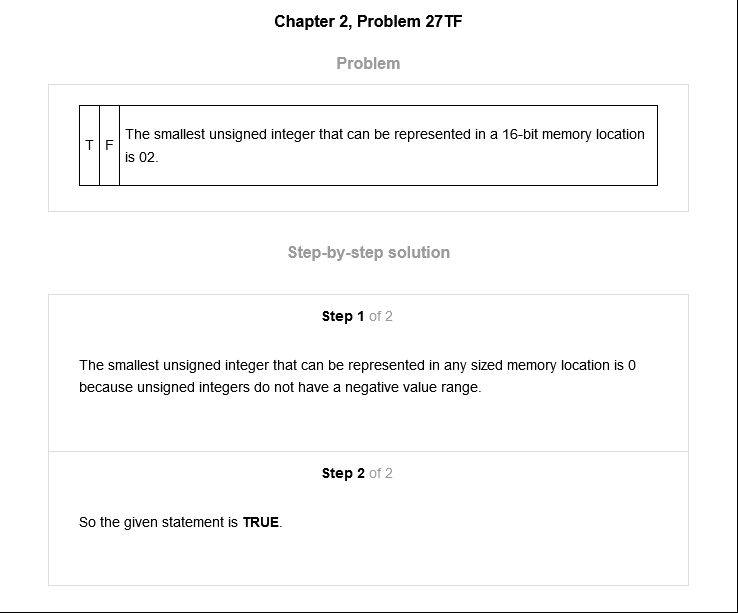 Chapter 2, Problem 27TF
Problem
T F The smallest unsigned integer that can be represented in a 16-bit memory location
is 02.
Step-by-step solution
Step 1 of 2
The smallest unsigned integer that can be represented in any sized memory location is 0
because unsigned integers do not have a negative value range.
Step 2 of 2
So the given statement is TRUE.